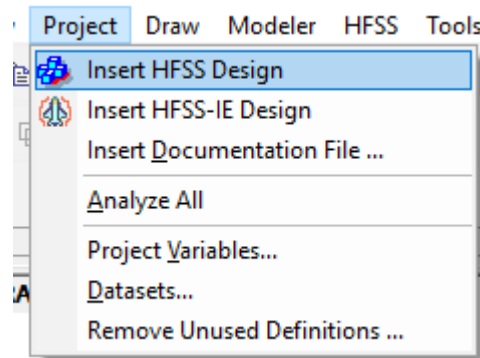 Project Draw Modeler HFSS Tools
Insert HFSS Design
Insert HFSS-IE Design
Insert Documentation File ...
Analyze All
Project Variables...
Datasets...
Remove Unused Definitions ...